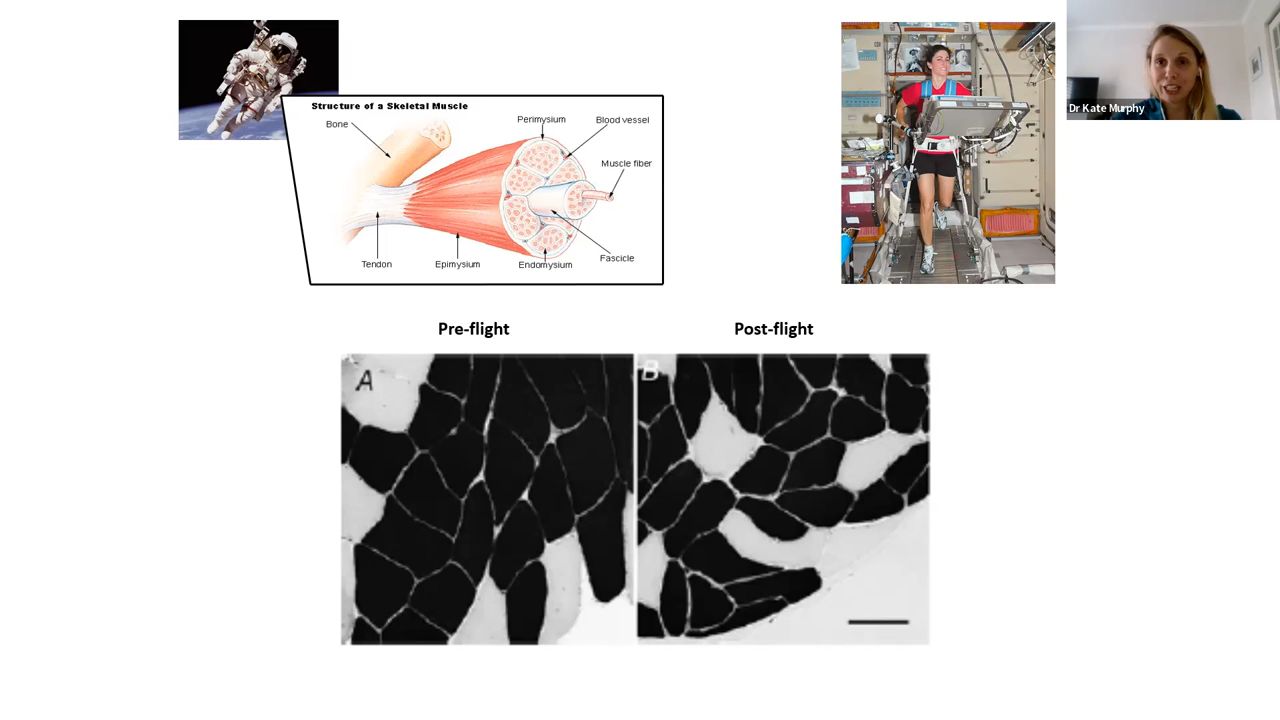 Structure of a Skeletal Muscle
Bone
Perimysium
Blood vessel
Muscle fiber
Tendon
Epimysium
Endomysium
Fascicle
Dr Kate Murphy
Pre-flight
Post-flight
A
B